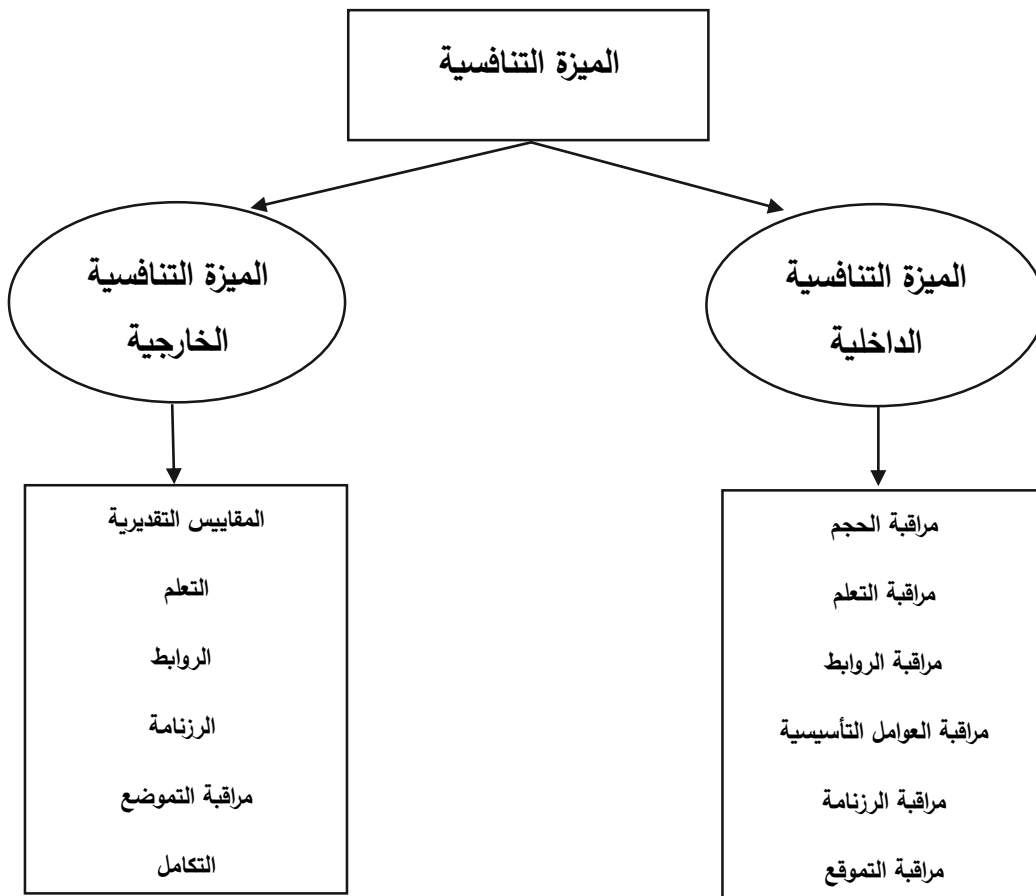 الميزة التنافسية
الميزة التنافسية
الداخلية
الميزة التنافسية
الخارجية
مراقبة الحجم
مراقبة التعلم
مراقبة الروابط
مراقبة العوامل التأسيسية
مراقبة الرزنامة
مراقبة التموقع
المقاييس التقديرية
التعلم
الروابط
الرزنامة
مراقبة التموضع
التكامل